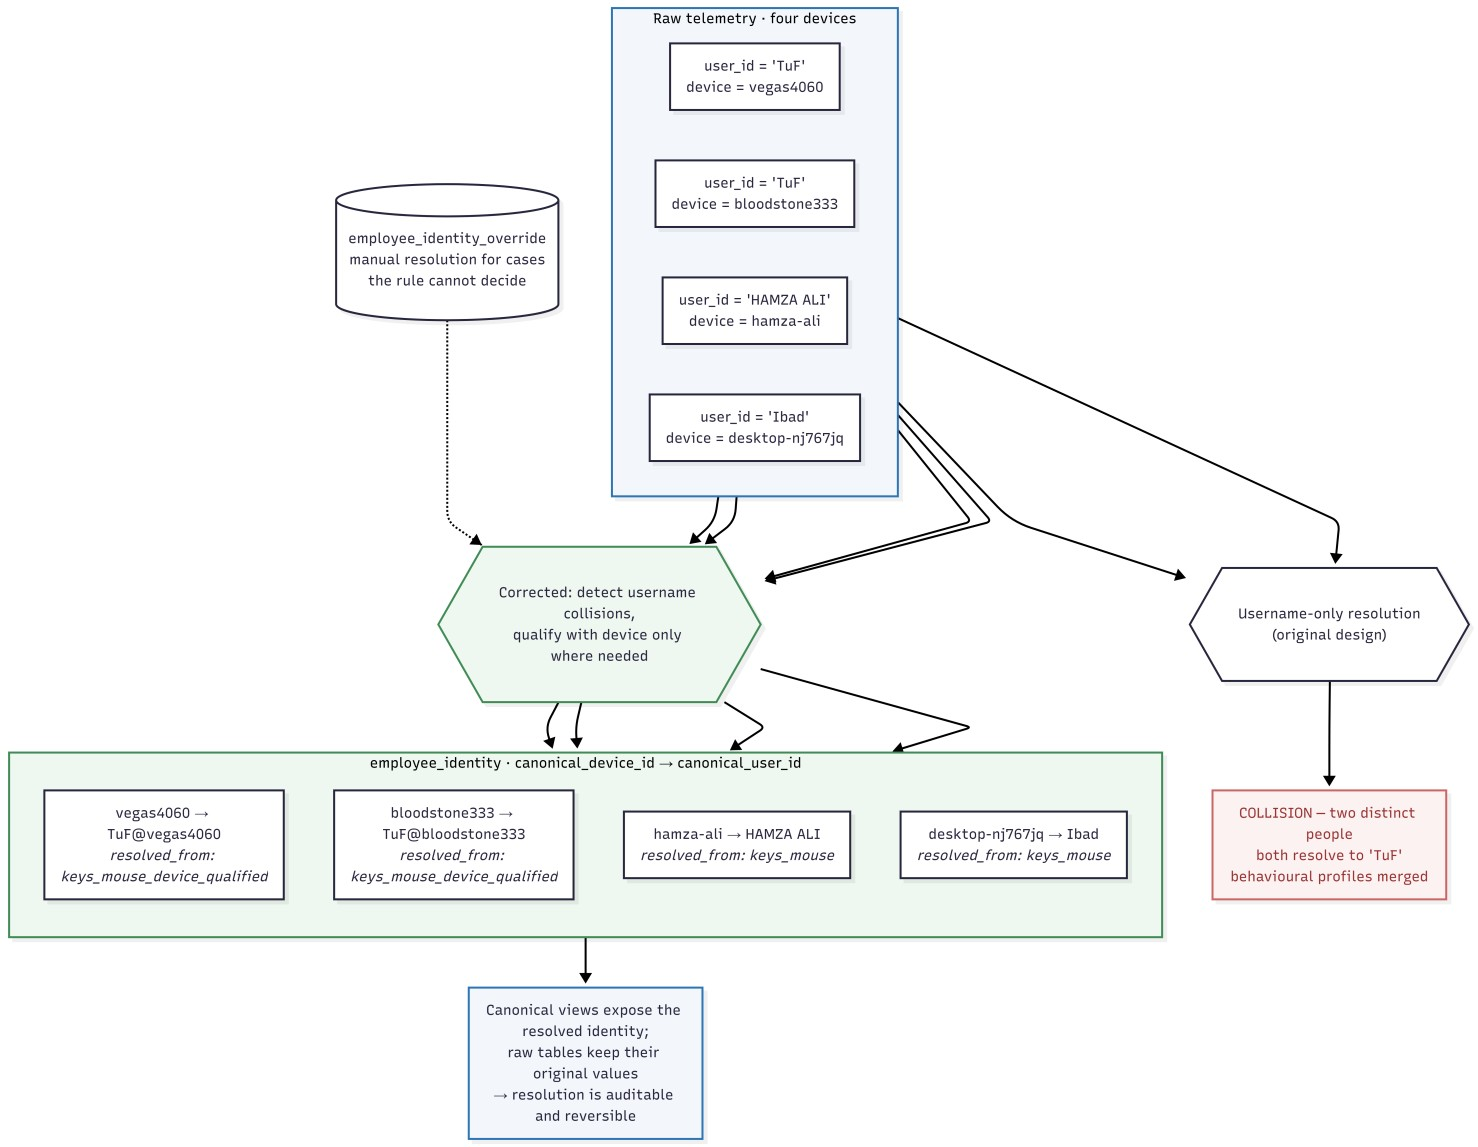 Raw telemetry · four devices
user_id = 'TuF'
device = vegas4060
user_id = 'TuF'
device = bloodstone333
employee_identity_override
manual resolution for cases
the rule cannot decide
user_id = 'HAMZA ALI'
device = hamza-ali
user_id = 'Ibad'
device = desktop-nj767jq
Corrected: detect username
collisions,
qualify with device only
where needed
Username-only resolution
(original design)
employee_identity · canonical_device_id → canonical_user_id
vegas4060 →
TuF@vegas4060
resolved_from:
keys_mouse_device_qualified
bloodstone333 →
TuF@bloodstone333
resolved_from:
keys_mouse_device_qualified
hamza-ali → HAMZA ALI
resolved_from: keys_mouse
desktop-nj767jq → Ibad
resolved_from: keys_mouse
COLLISION — two distinct
people
both resolve to 'TuF'
behavioural profiles merged
Canonical views expose the
resolved identity;
raw tables keep their
original values
→ resolution is auditable
and reversible